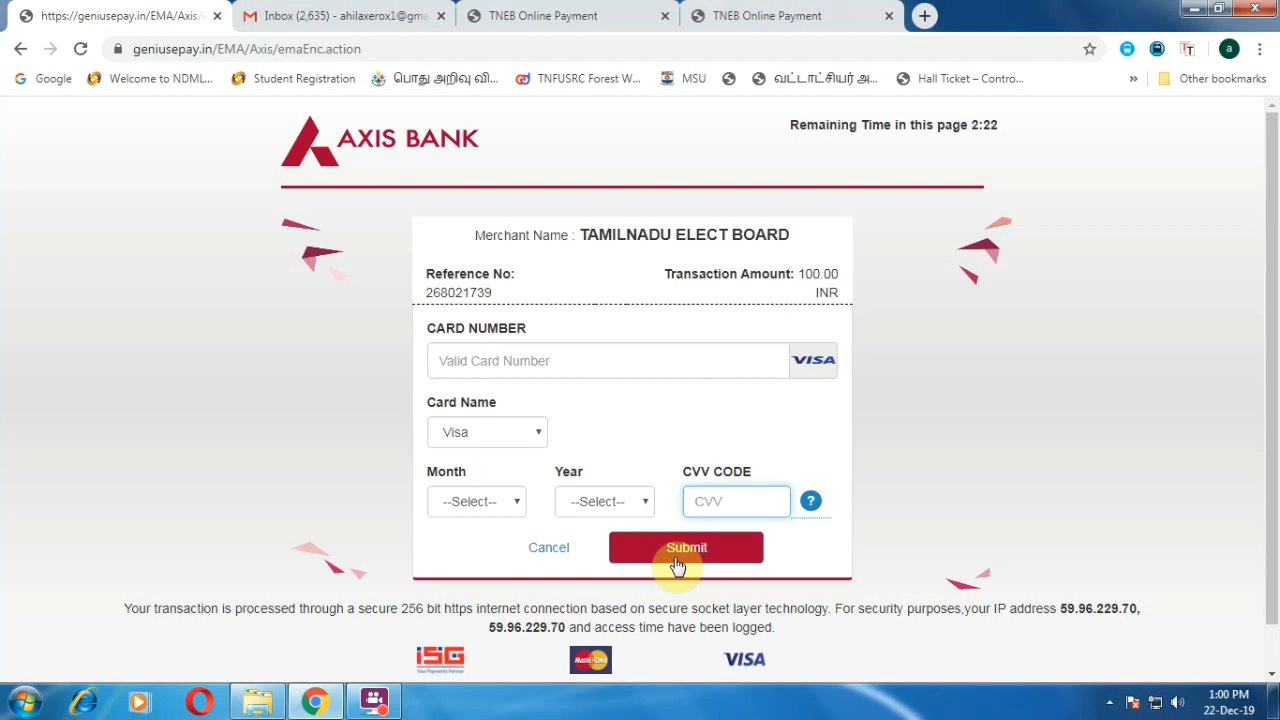 https://geniusepay.in/EMA/Axis/
Inbox (2,635) - ahilaxerox1@gma
TNEB Online Payment
TNEB Online Payment
geniusepay.in/EMA/Axis/emaEnc.action
a
Google
Welcome to NDML...
Student Registration
பொது அறிவு வி...
TNFUSRC Forest W...
MSU
வட்டாட்சியர் அ...
Hall Ticket – Contro...
»
Other bookmarks
AXIS BANK
Remaining Time in this page 2:22
Merchant Name : TAMILNADU ELECT BOARD
Reference No:
Transaction Amount: 100.00
268021739
INR
CARD NUMBER
Valid Card Number
VISA
Card Name
Visa
Month
Year
CVV CODE
--Select--
--Select--
CVV
?
Cancel
Submit
Your transaction is processed through a secure 256 bit https internet connection based on secure socket layer technology. For security purposes,your IP address 59.96.229.70,
59.96.229.70 and access time have been logged.
ISG
MasterCard
VISA
1:00 PM
22-Dec-19